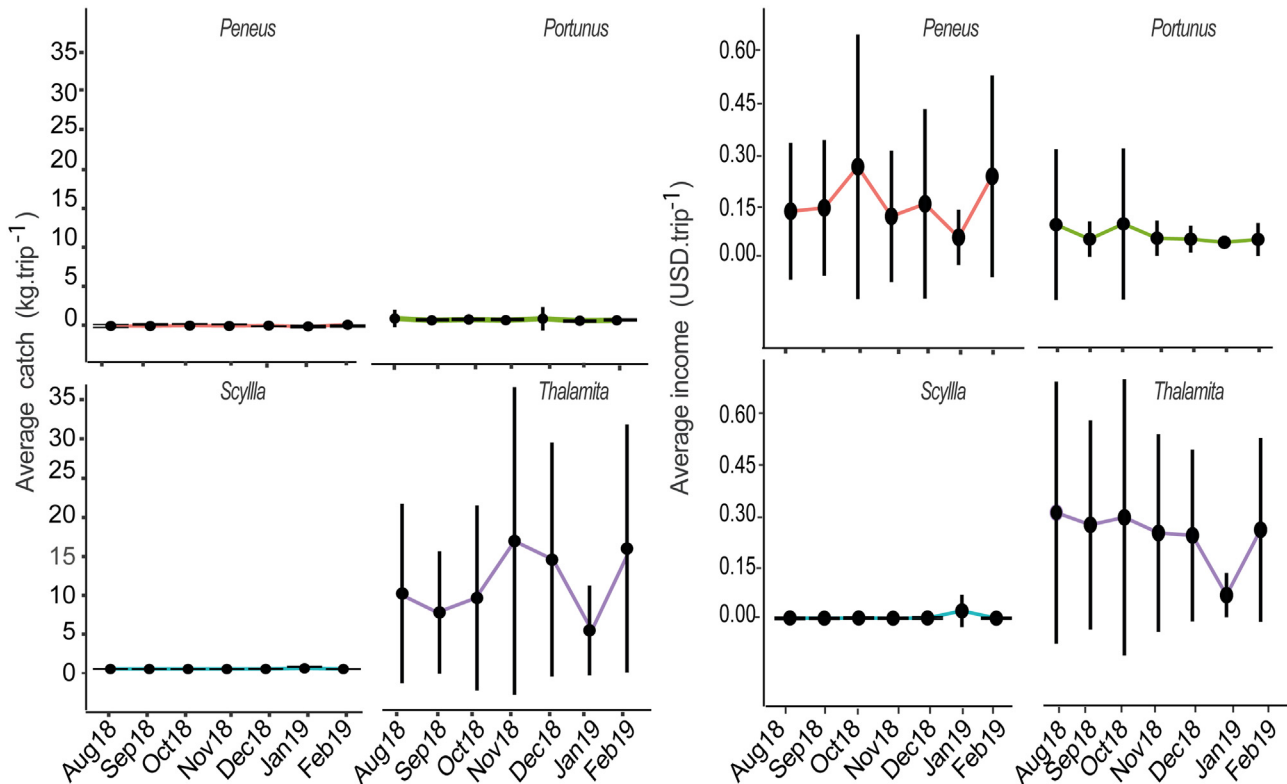 Peneus
Portunus
35
30
25
20
15
10
5
0
Scyllla
Thalamita
35
30
25
20
15
10
5
0
Average catch (kg.trip-1)
Aug18
Sep18
Oct18
Nov18
Dec18
Jan19
Feb19
Aug18
Sep18
Oct18
Nov18
Dec18
Jan19
Feb19
Peneus
Portunus
0.60
0.45
0.30
0.15
0.00
Scyllla
Thalamita
0.60
0.45
0.30
0.15
0.00
Average income (USD.trip-1)
Aug18
Sep18
Oct18
Nov18
Dec18
Jan19
Feb19
Aug18
Sep18
Oct18
Nov18
Dec18
Jan19
Feb19